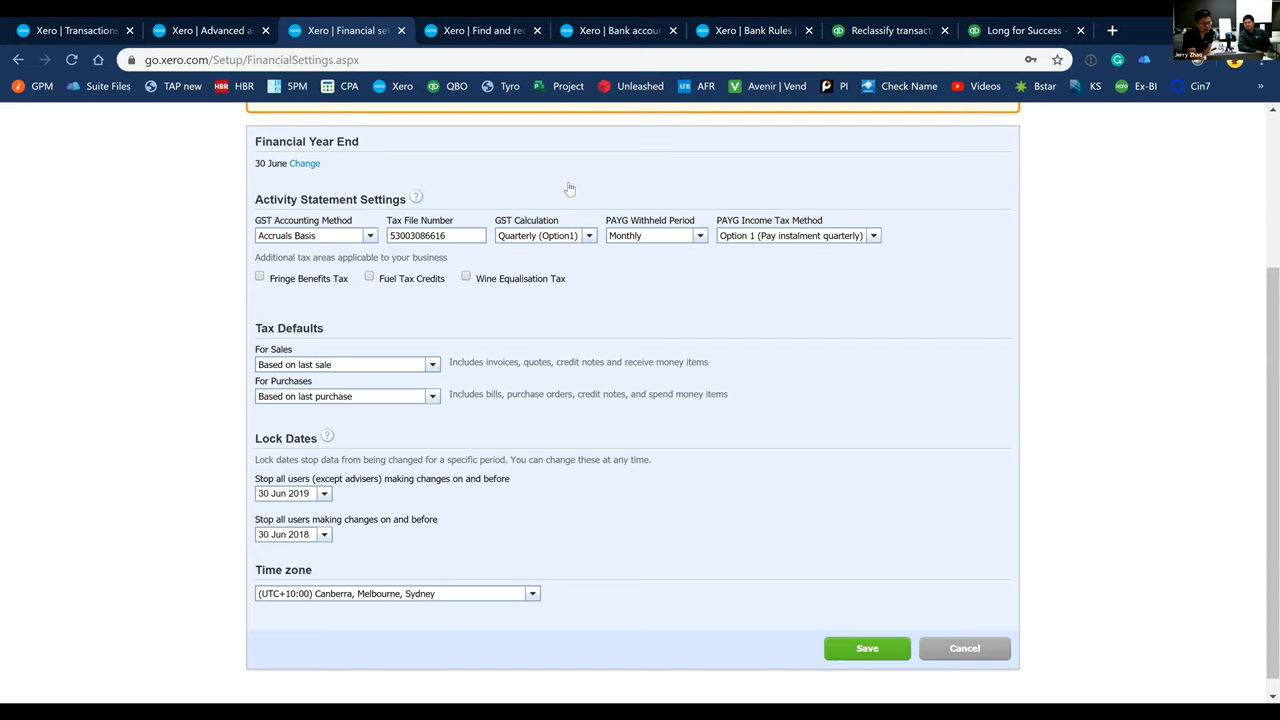 Xero | Transactions
Xero | Advanced a
Xero | Financial se
Xero | Find and rec
Xero | Bank accou
Xero | Bank Rules |
Reclassify transacti
Long for Success -
Jerry Zhao
go.xero.com/Setup/FinancialSettings.aspx
GPM
Suite Files
TAP new
HBR
HBR
5PM
CPA
Xero
QBO
Tyro
Project
Unleashed
AFR
AFR
Avenir | Vend
PI
Check Name
Videos
Bstar
KS
Ex-BI
Cin7
Financial Year End
30 June Change
Activity Statement Settings ?
GST Accounting Method
Tax File Number
GST Calculation
PAYG Withheld Period
PAYG Income Tax Method
Accruals Basis
53003086616
Quarterly (Option1)
Monthly
Option 1 (Pay instalment quarterly)
Additional tax areas applicable to your business
Fringe Benefits Tax
Fuel Tax Credits
Wine Equalisation Tax
Tax Defaults
For Sales
Based on last sale
Includes invoices, quotes, credit notes and receive money items
For Purchases
Based on last purchase
Includes bills, purchase orders, credit notes, and spend money items
Lock Dates ?
Lock dates stop data from being changed for a specific period. You can change these at any time.
Stop all users (except advisers) making changes on and before
30 Jun 2019
Stop all users making changes on and before
30 Jun 2018
Time zone
(UTC+10:00) Canberra, Melbourne, Sydney
Save
Cancel